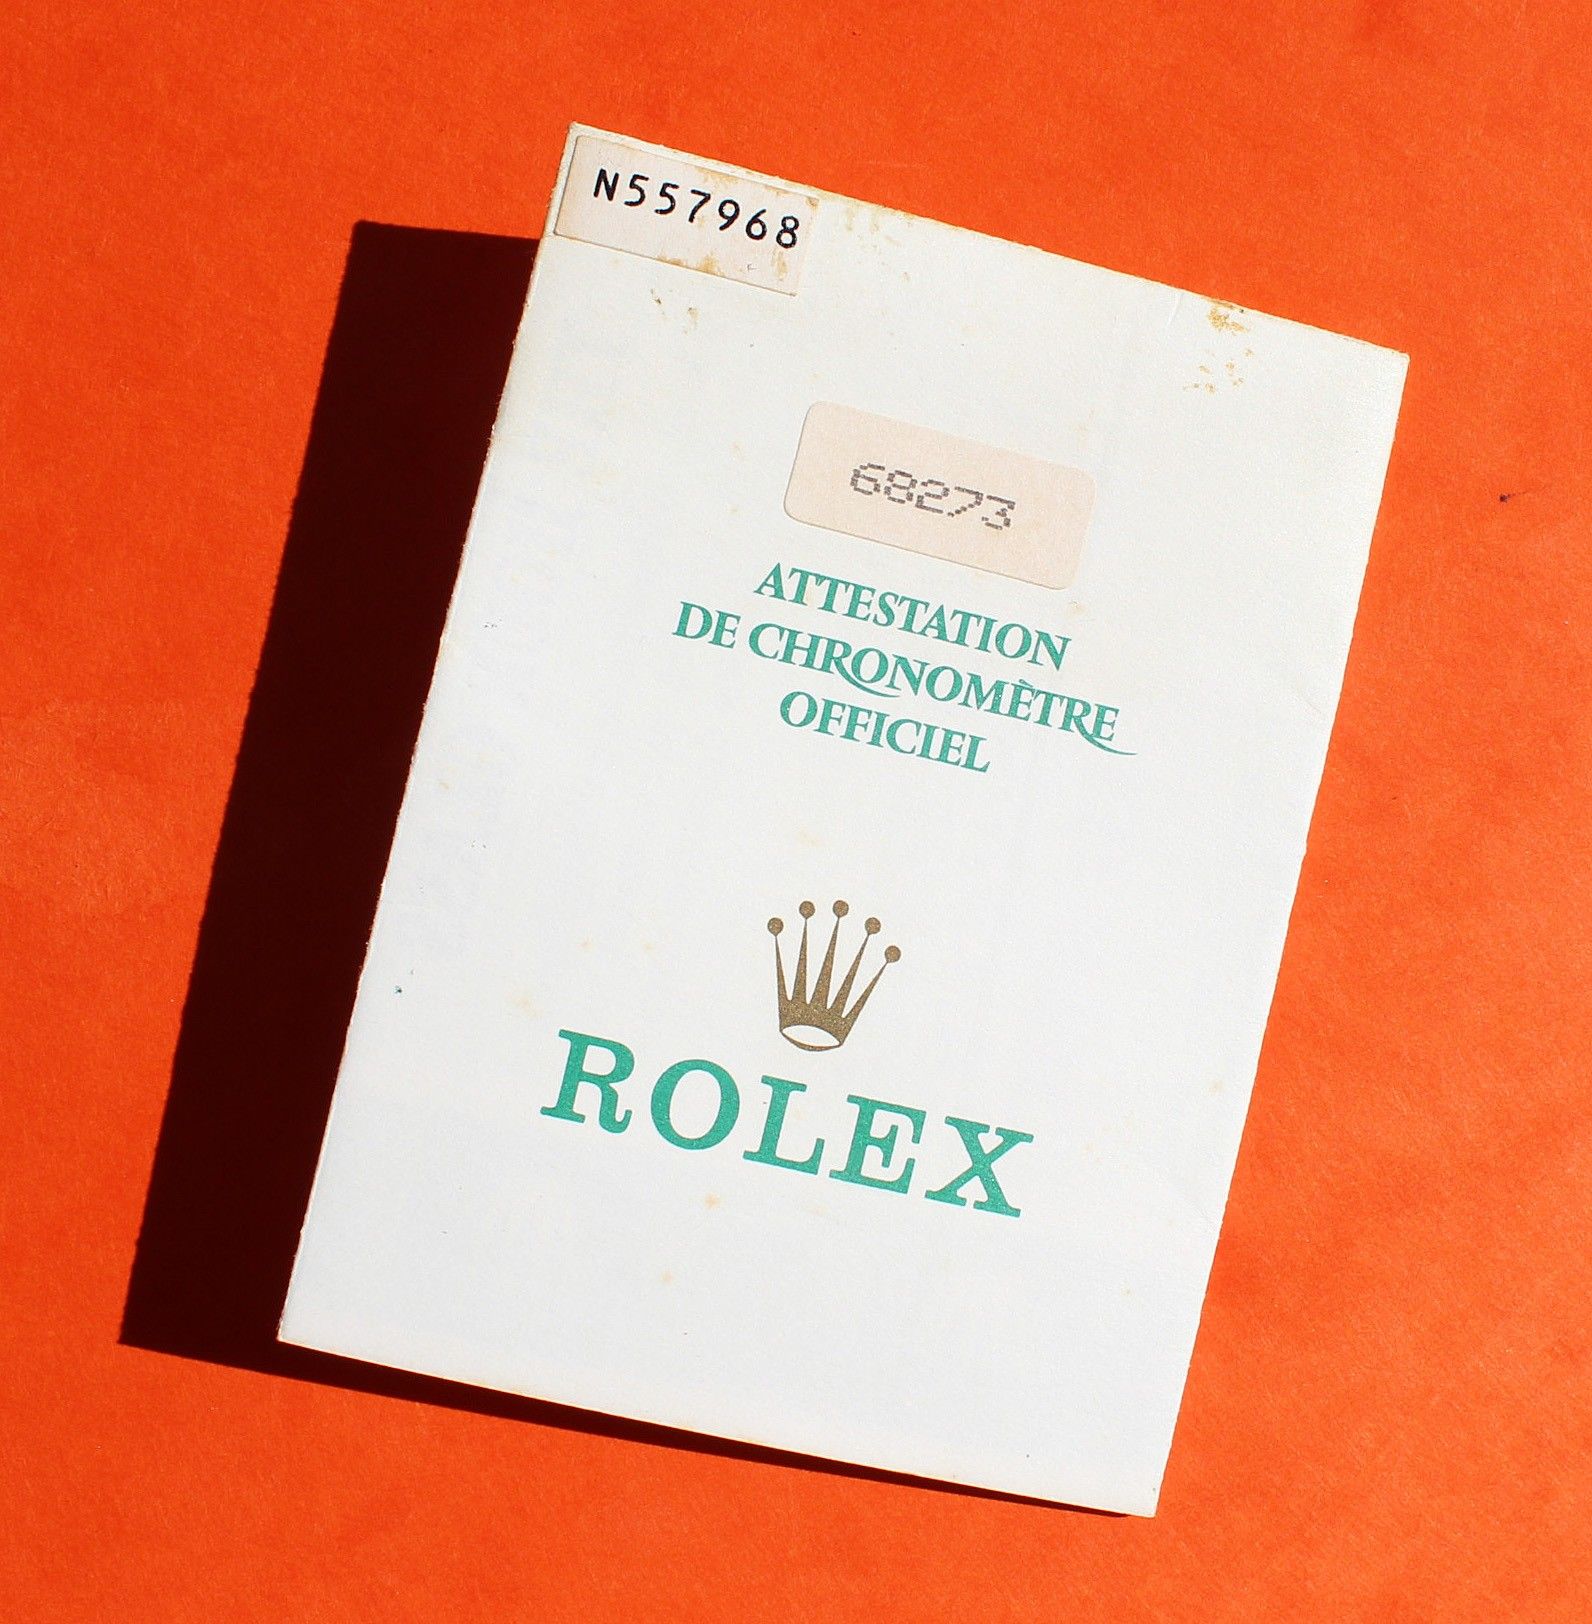 N557968
68273
ATTESTATION
DE CHRONOMÈTRE
OFFICIEL
ROLEX